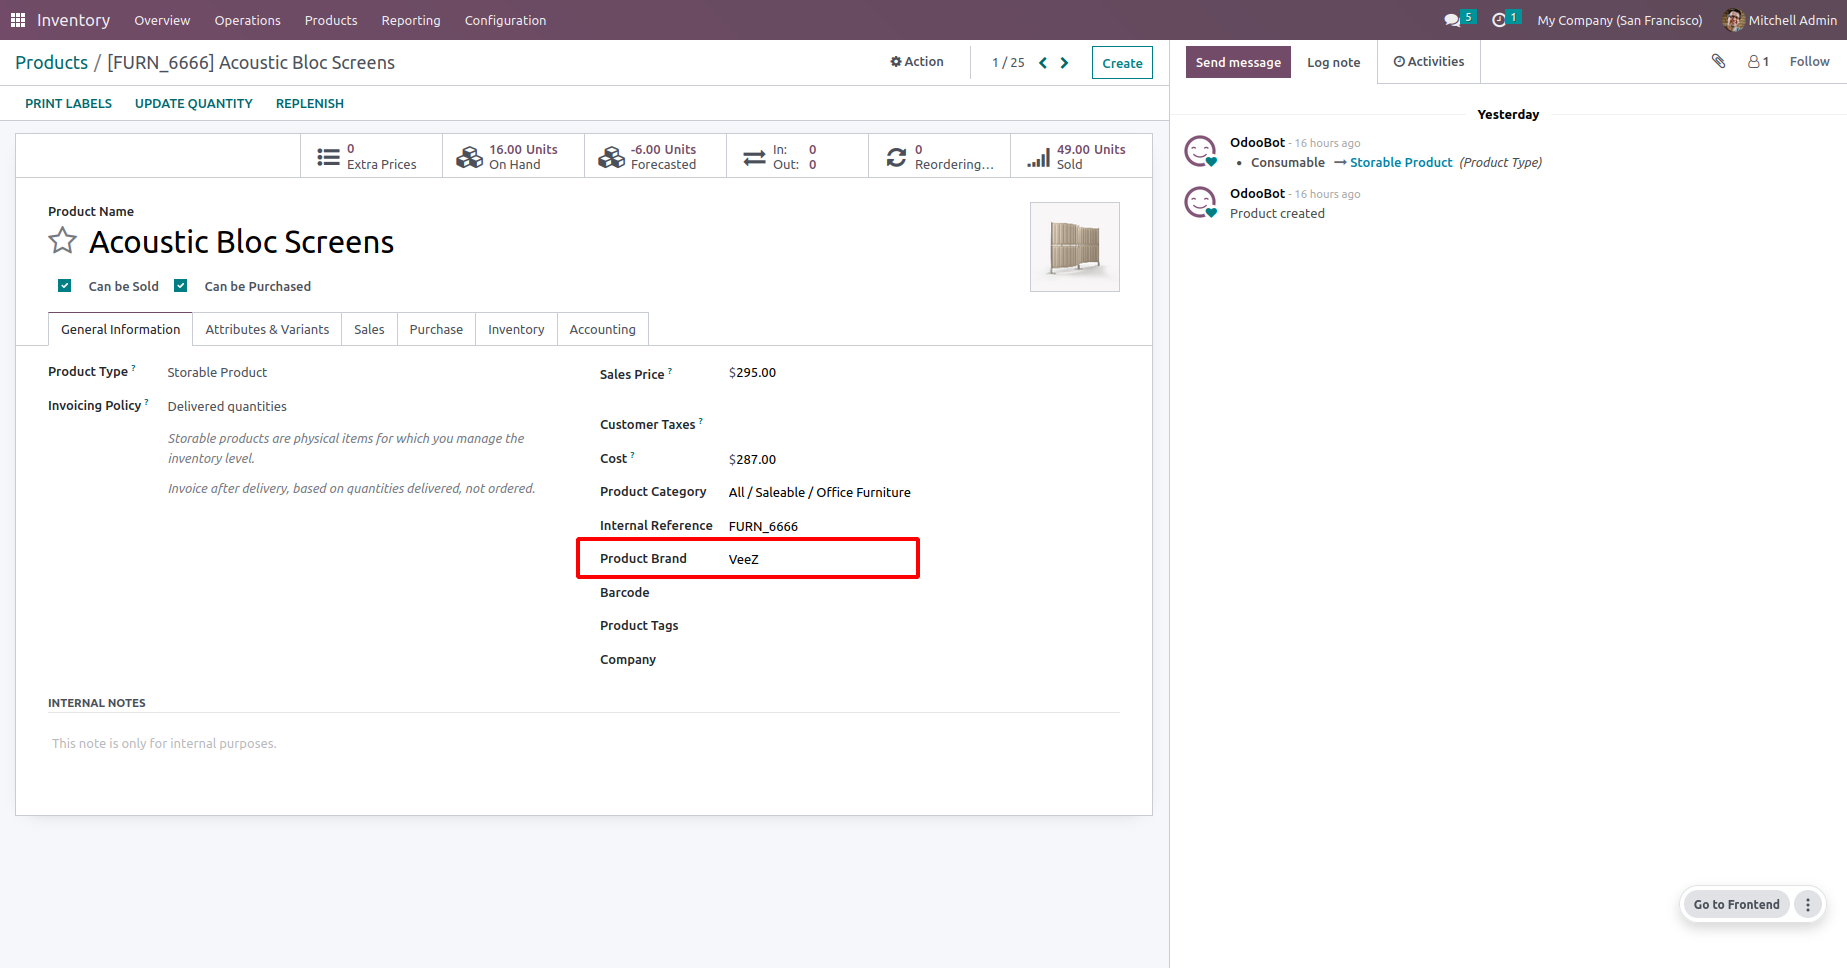 Inventory Overview Operations Products Reporting Configuration 5 1 My Company (San Francisco) Mitchell Admin
Products / [FURN_6666] Acoustic Bloc Screens Action 1 / 25 Create
PRINT LABELS UPDATE QUANTITY REPLENISH
0 Extra Prices
16.00 Units On Hand
-6.00 Units Forecasted
In: 0
Out: 0
0 Reordering...
49.00 Units Sold
Product Name
Acoustic Bloc Screens
Can be Sold Can be Purchased
General Information Attributes & Variants Sales Purchase Inventory Accounting
Product Type ? Storable Product
Invoicing Policy ? Delivered quantities
Storable products are physical items for which you manage the
inventory level.
Invoice after delivery, based on quantities delivered, not ordered.
Sales Price ? $295.00
Customer Taxes ?
Cost ? $287.00
Product Category All / Saleable / Office Furniture
Internal Reference FURN_6666
Product Brand VeeZ
Barcode
Product Tags
Company
INTERNAL NOTES
This note is only for internal purposes.
Send message Log note Activities 1 Follow
Yesterday
OdooBot - 16 hours ago
• Consumable → Storable Product (Product Type)
OdooBot - 16 hours ago
Product created
Go to Frontend